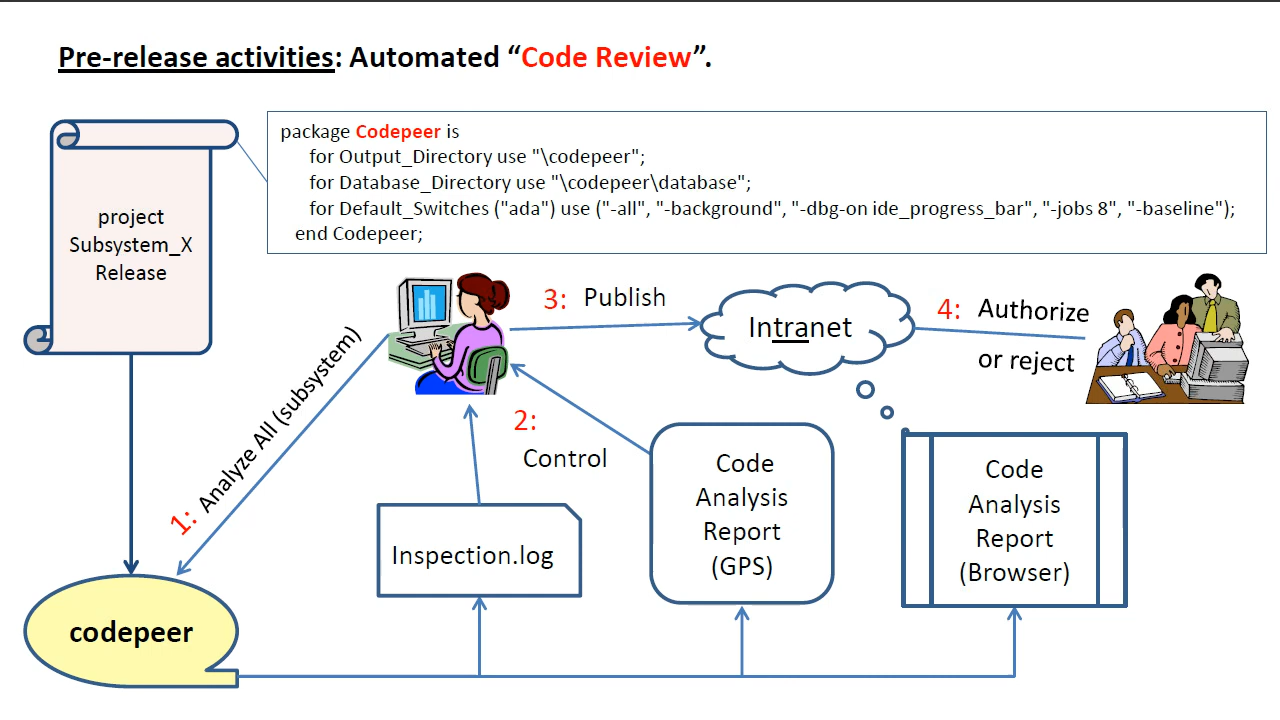 Pre-release activities: Automated “Code Review”.
package Codepeer is
for Output_Directory use "\codepeer";
for Database_Directory use "\codepeer\database";
for Default_Switches ("ada") use ("-all", "-background", "-dbg-on ide_progress_bar", "-jobs 8", "-baseline");
end Codepeer;
project
Subsystem_X
Release
3: Publish
Intranet
4: Authorize
or reject
1: Analyze All (subsystem)
2:
Control
Inspection.log
Code
Analysis
Report
(GPS)
Code
Analysis
Report
(Browser)
codepeer